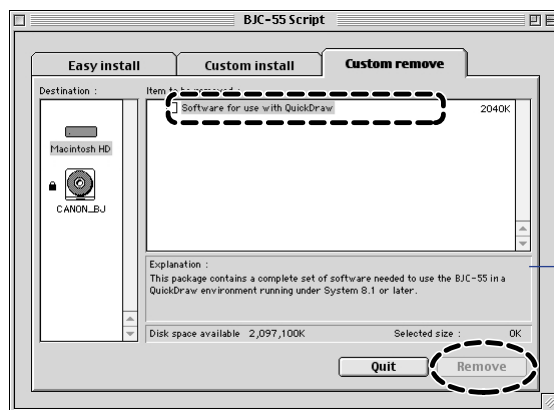 BJC-55 Script
Easy install
Custom install
Custom remove
Destination :
Item to be removed :
Software for use with QuickDraw 2040K
Macintosh HD
CANON_BJ
Explanation :
This package contains a complete set of software needed to use the BJC-55 in a
QuickDraw environment running under System 8.1 or later.
Disk space available 2,097,100K Selected size : 0K
Quit
Remove